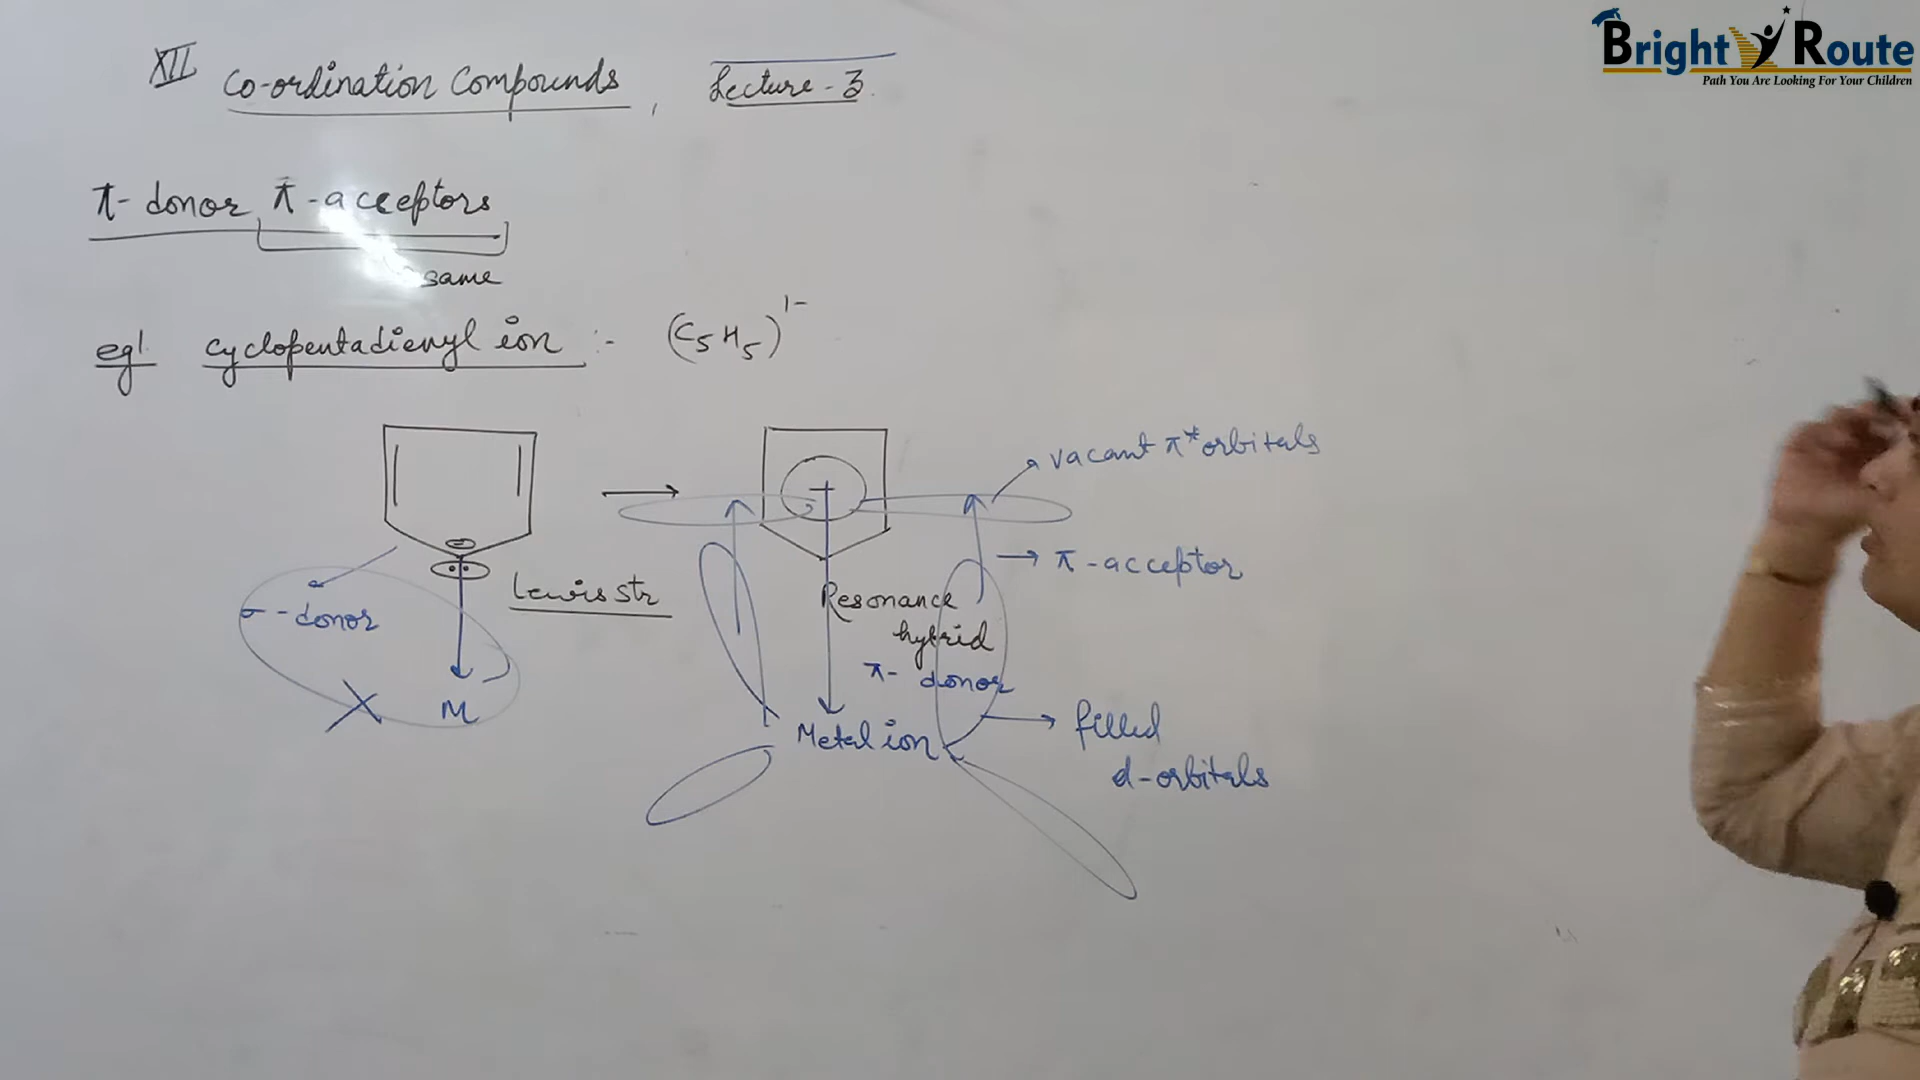 Bright Route
Path You Are Looking For Your Children
XII Co-ordination Compounds, Lecture-3.
π- donor, π-acceptors
same
eg! cyclopentadienyl ion :- (C5H5)1-
vacant π* orbitals
π-acceptor
σ-donor
Lewis str
Resonance
hybrid
π- donor
M
Metal ion
filled
d-orbitals